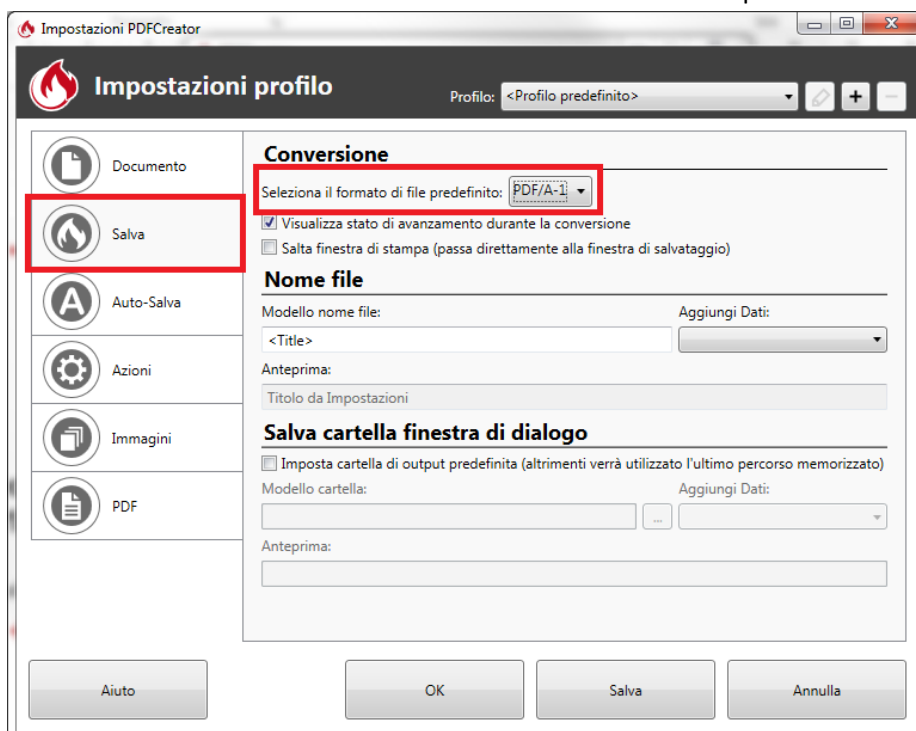 Impostazioni PDFCreator
Impostazioni profilo
Profilo: <Profilo predefinito>
Documento
Salva
Auto-Salva
Azioni
Immagini
PDF
Conversione
Seleziona il formato di file predefinito: PDF/A-1
Visualizza stato di avanzamento durante la conversione
Salta finestra di stampa (passa direttamente alla finestra di salvataggio)
Nome file
Modello nome file: Aggiungi Dati:
<Title>
Anteprima:
Titolo da Impostazioni
Salva cartella finestra di dialogo
Imposta cartella di output predefinita (altrimenti verrà utilizzato l'ultimo percorso memorizzato)
Modello cartella: Aggiungi Dati:
...
Anteprima:
Aiuto OK Salva Annulla